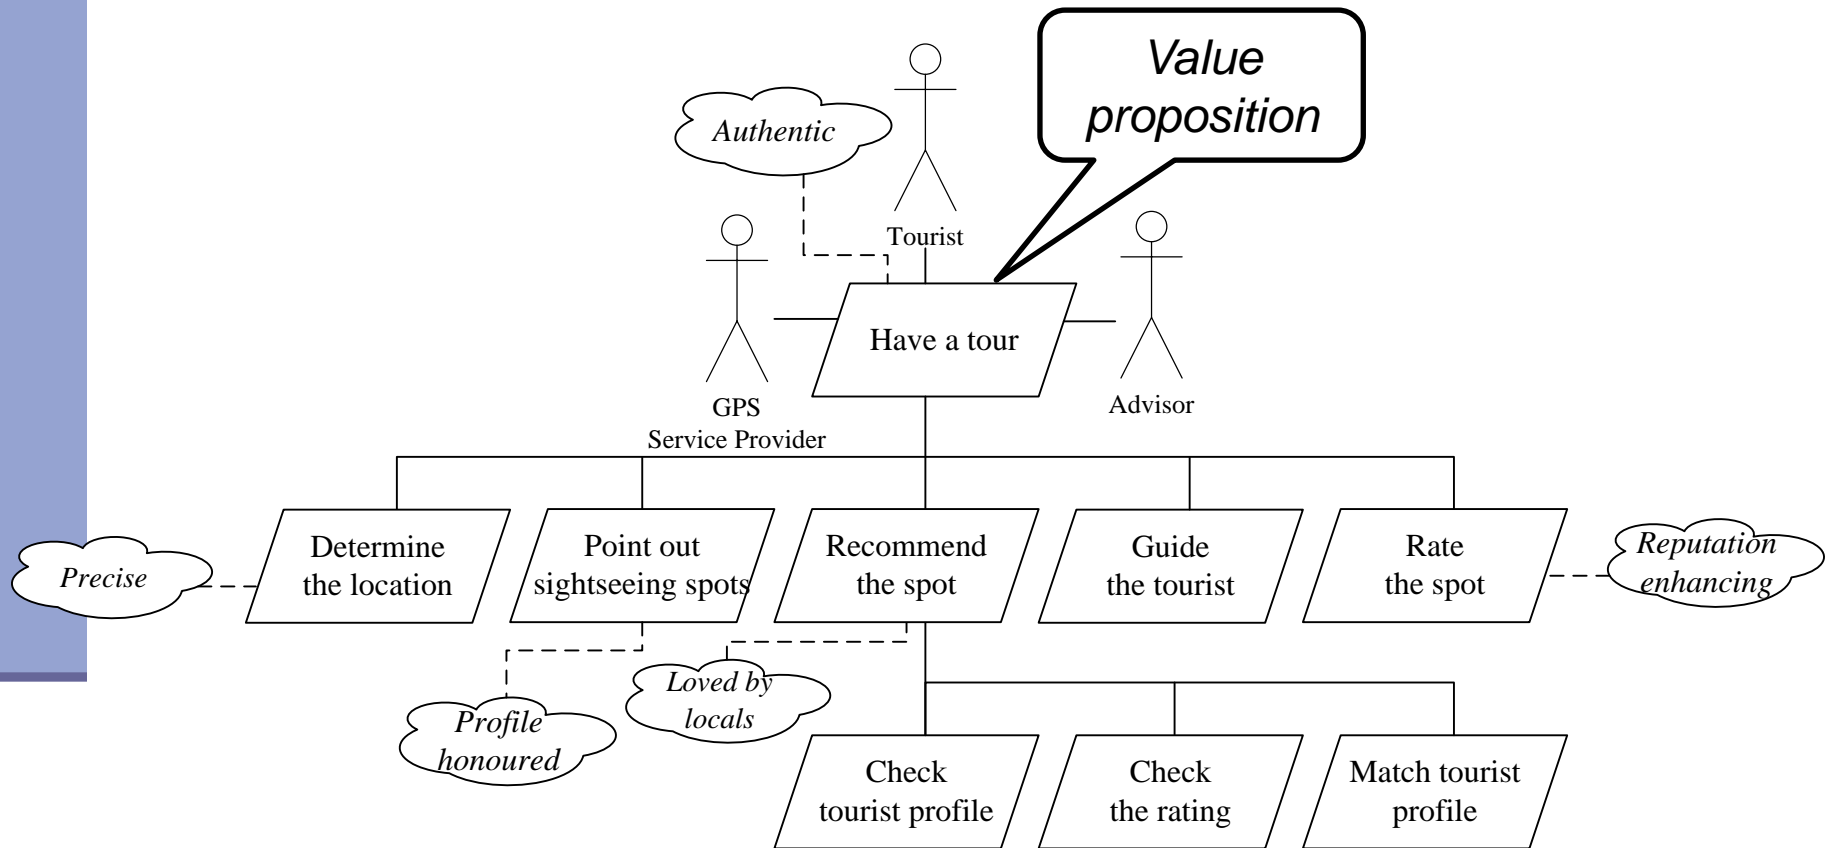 Value
proposition
Authentic
Tourist
Have a tour
GPS
Service Provider
Advisor
Determine
the location
Point out
sightseeing spots
Recommend
the spot
Guide
the tourist
Rate
the spot
Precise
Reputation
enhancing
Profile
honoured
Loved by
locals
Check
tourist profile
Check
the rating
Match tourist
profile